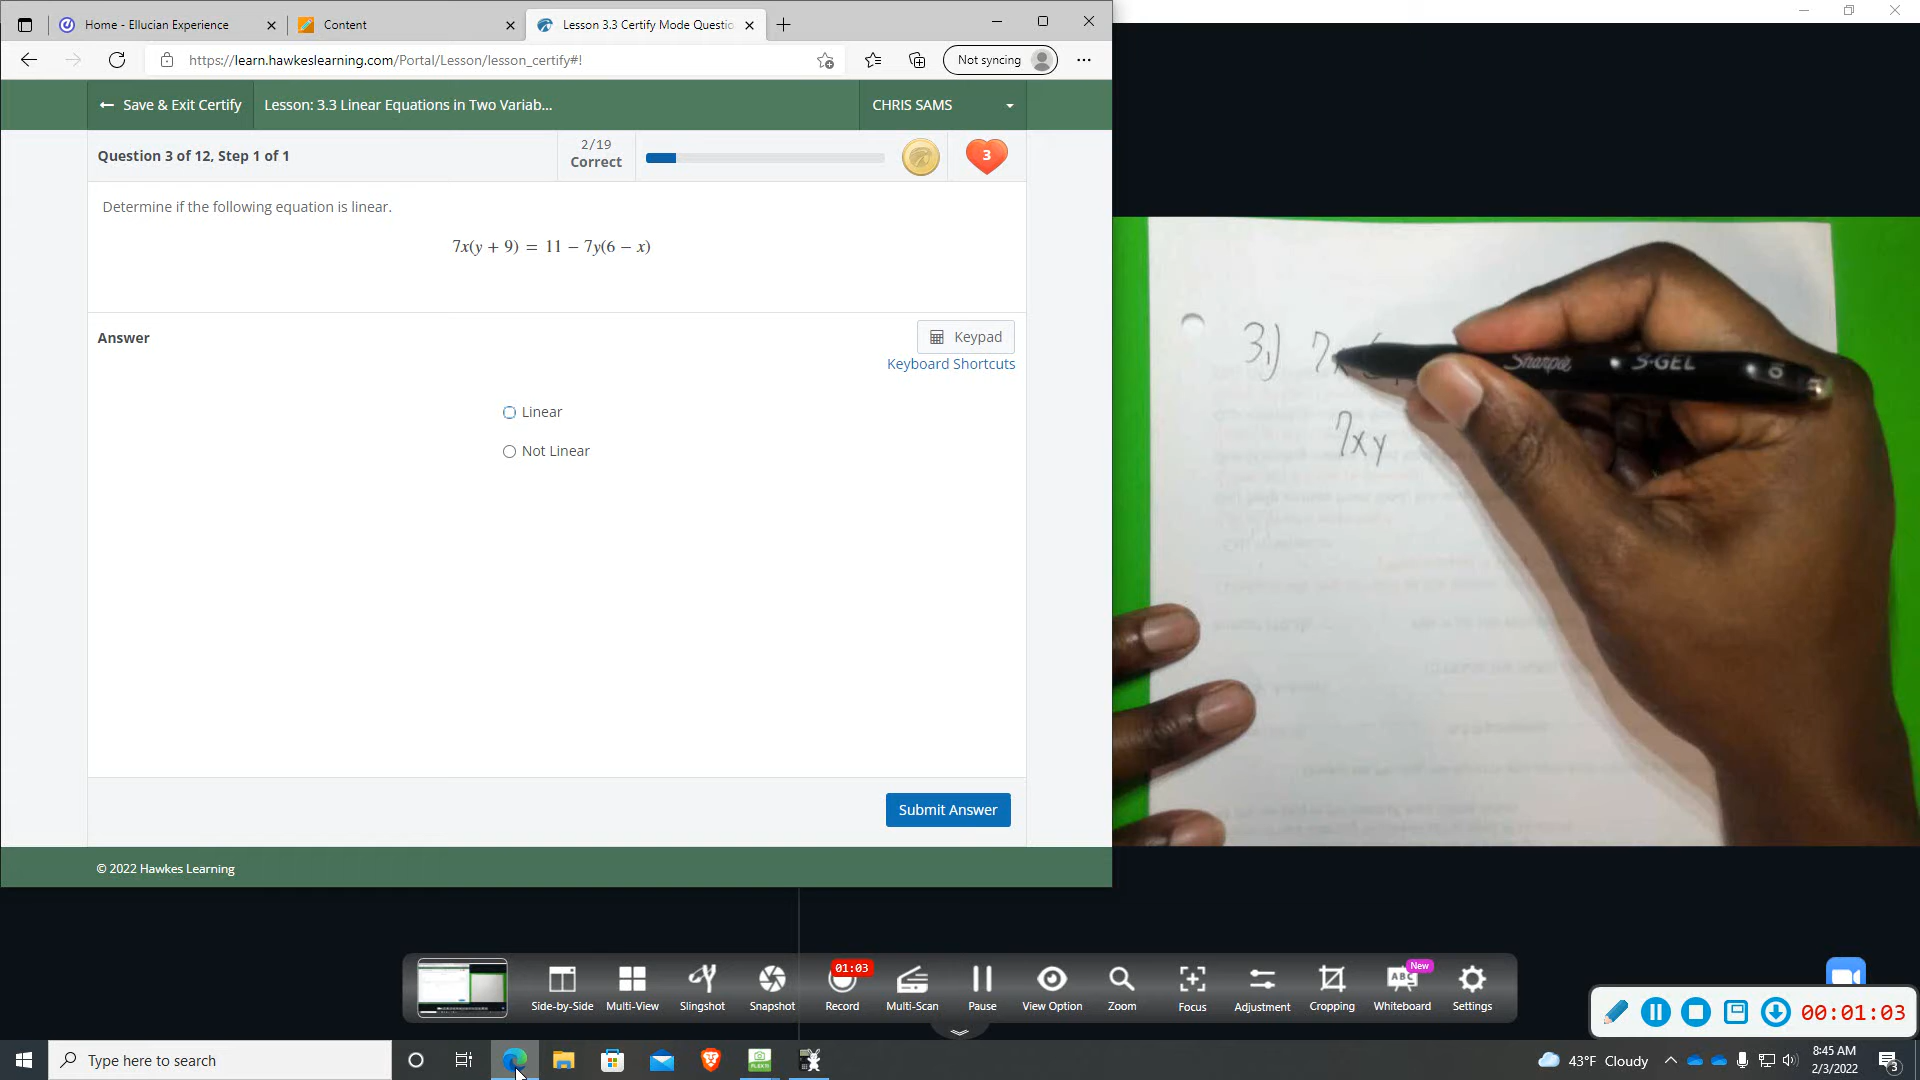 Home - Ellucian Experience
Content
Lesson 3.3 Certify Mode Questio
https://learn.hawkeslearning.com/Portal/Lesson/lesson_certify#!
Not syncing
Save & Exit Certify
Lesson: 3.3 Linear Equations in Two Variab...
CHRIS SAMS
Question 3 of 12, Step 1 of 1
2/19
Correct
3
Determine if the following equation is linear.
7x(y + 9) = 11 − 7y(6 − x)
Answer
Keypad
Keyboard Shortcuts
Linear
Not Linear
Submit Answer
© 2022 Hawkes Learning
3.) 7x
Sharpie S·GEL
7xy
Side-by-Side
Multi-View
Slingshot
Snapshot
01:03
Record
Multi-Scan
Pause
View Option
Zoom
Focus
Adjustment
Cropping
New
ABC
Whiteboard
Settings
00:01:03
Type here to search
43°F Cloudy
8:45 AM
2/3/2022
3